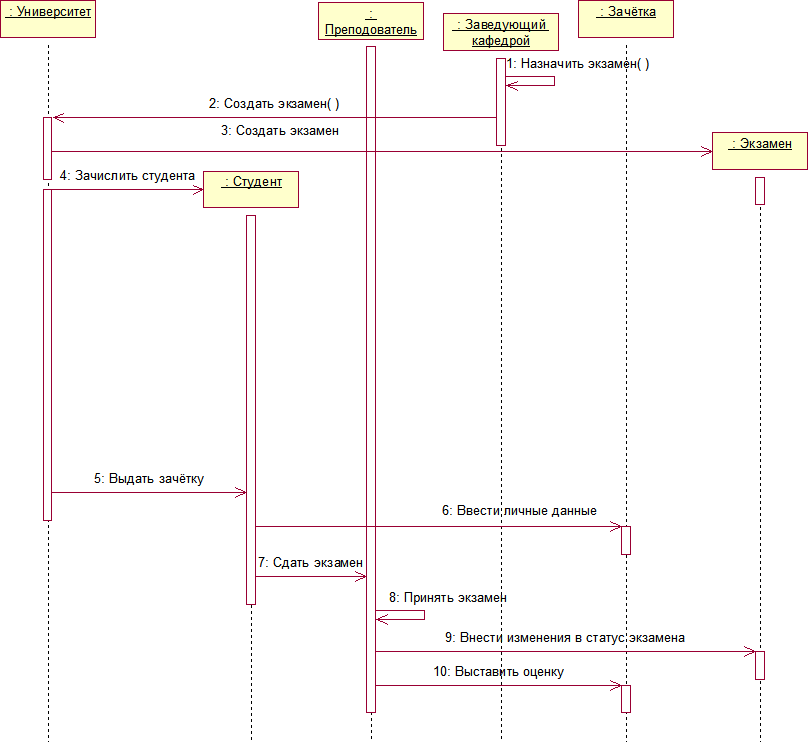 : Университет
:
Преподователь
: Заведующий
кафедрой
: Зачётка
1: Назначить экзамен( )
2: Создать экзамен( )
3: Создать экзамен
: Экзамен
4: Зачислить студента
: Студент
5: Выдать зачётку
6: Ввести личные данные
7: Сдать экзамен
8: Принять экзамен
9: Внести изменения в статус экзамена
10: Выставить оценку